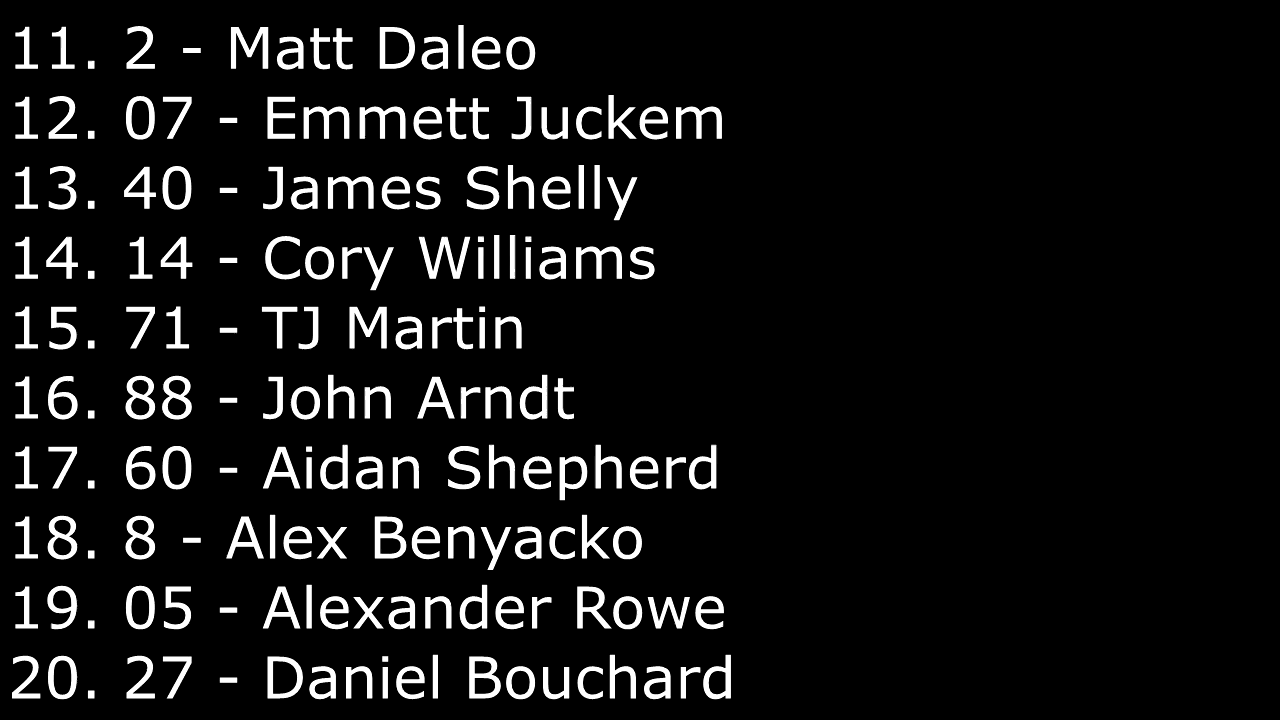 11. 2 - Matt Daleo
12. 07 - Emmett Juckem
13. 40 - James Shelly
14. 14 - Cory Williams
15. 71 - TJ Martin
16. 88 - John Arndt
17. 60 - Aidan Shepherd
18. 8 - Alex Benyacko
19. 05 - Alexander Rowe
20. 27 - Daniel Bouchard